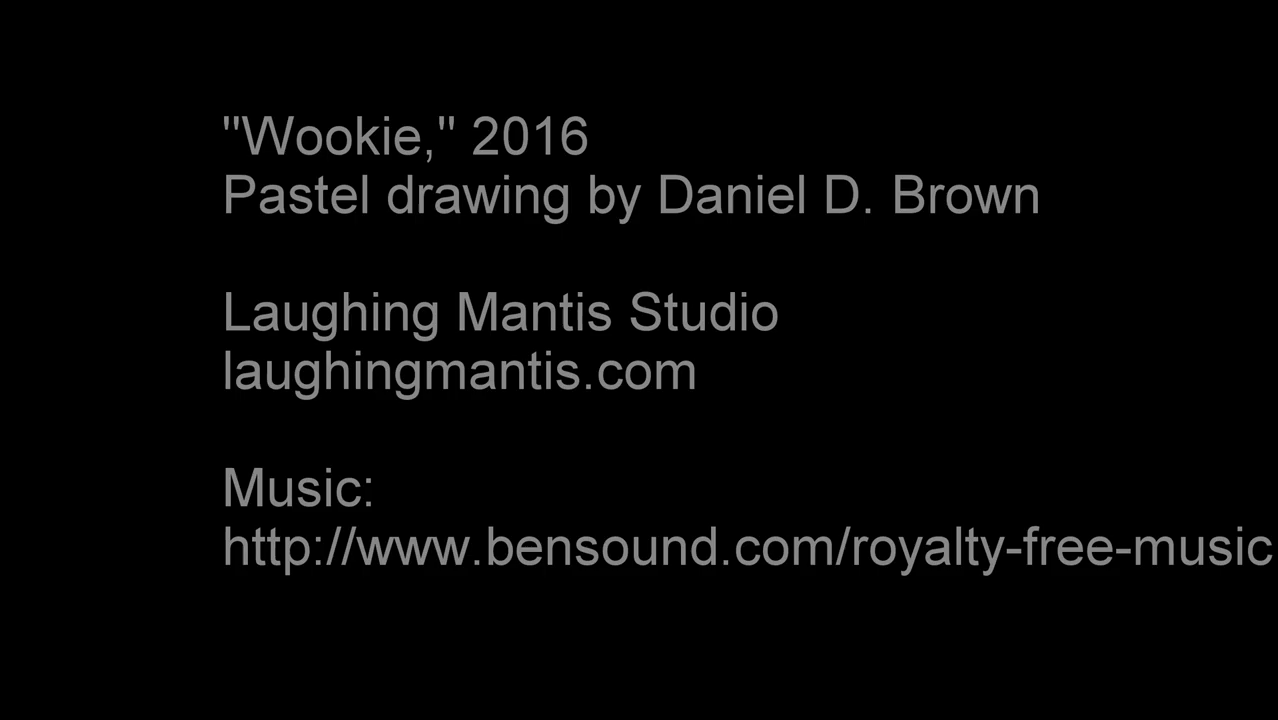 "Wookie," 2016
Pastel drawing by Daniel D. Brown
Laughing Mantis Studio
laughingmantis.com
Music:
http://www.bensound.com/royalty-free-music